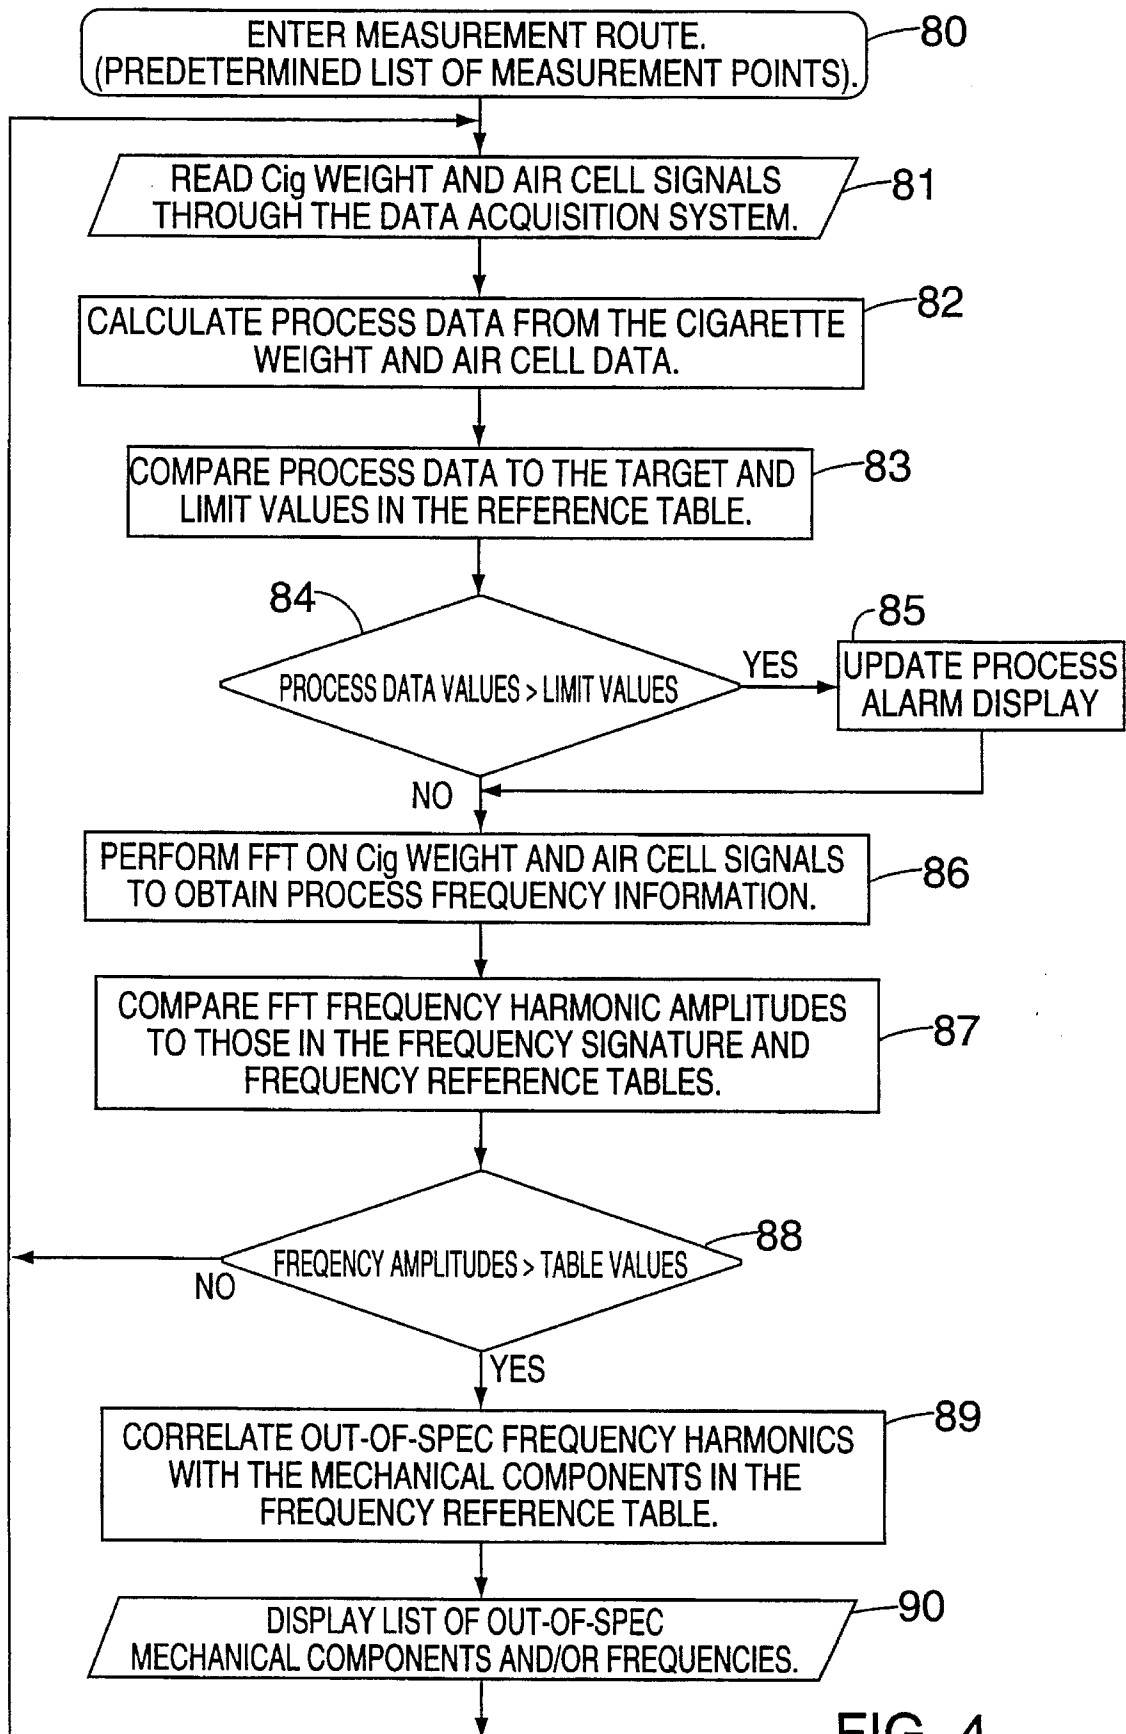 ENTER MEASUREMENT ROUTE.
(PREDETERMINED LIST OF MEASUREMENT POINTS).
80
READ Cig WEIGHT AND AIR CELL SIGNALS
THROUGH THE DATA ACQUISITION SYSTEM.
81
CALCULATE PROCESS DATA FROM THE CIGARETTE
WEIGHT AND AIR CELL DATA.
82
COMPARE PROCESS DATA TO THE TARGET AND
LIMIT VALUES IN THE REFERENCE TABLE.
83
84
PROCESS DATA VALUES > LIMIT VALUES
YES
85
UPDATE PROCESS
ALARM DISPLAY
NO
PERFORM FFT ON Cig WEIGHT AND AIR CELL SIGNALS
TO OBTAIN PROCESS FREQUENCY INFORMATION.
86
COMPARE FFT FREQUENCY HARMONIC AMPLITUDES
TO THOSE IN THE FREQUENCY SIGNATURE AND
FREQUENCY REFERENCE TABLES.
87
88
FREQENCY AMPLITUDES > TABLE VALUES
NO
YES
CORRELATE OUT-OF-SPEC FREQUENCY HARMONICS
WITH THE MECHANICAL COMPONENTS IN THE
FREQUENCY REFERENCE TABLE.
89
DISPLAY LIST OF OUT-OF-SPEC
MECHANICAL COMPONENTS AND/OR FREQUENCIES.
90
FIG. 4